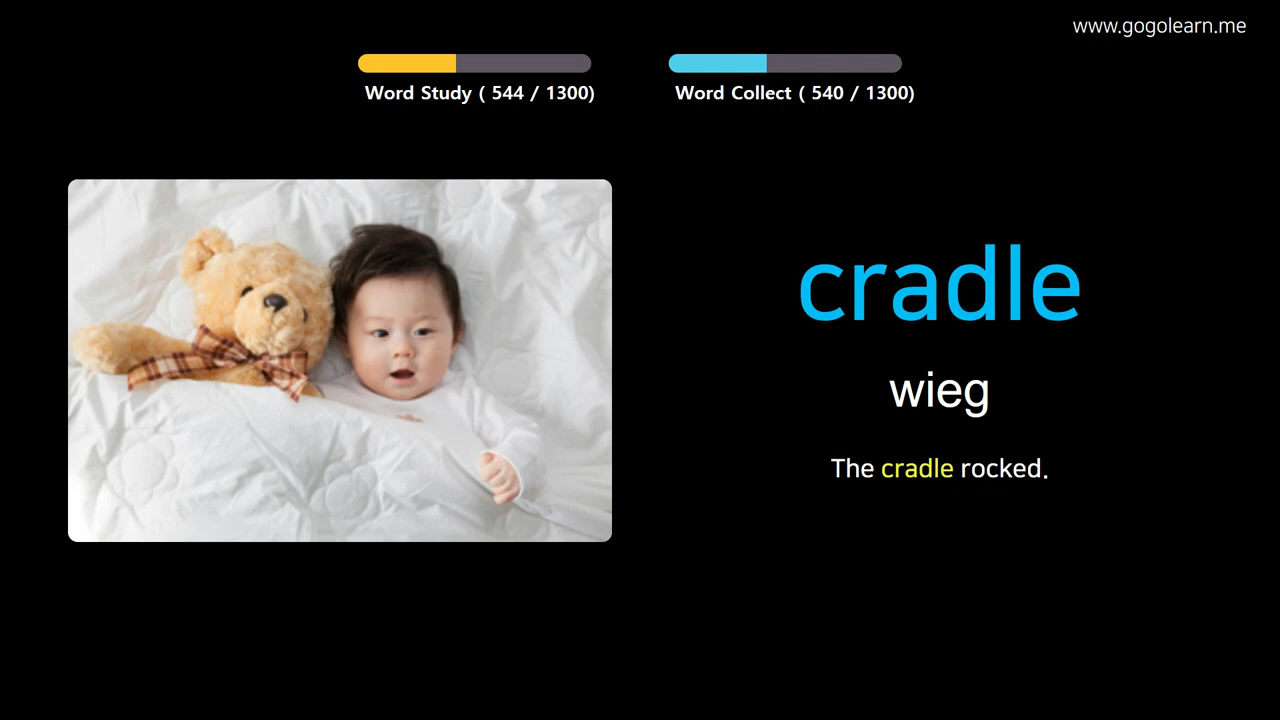 www.gogolearn.me
Word Study ( 544 / 1300)
Word Collect ( 540 / 1300)
cradle
wieg
The cradle rocked.